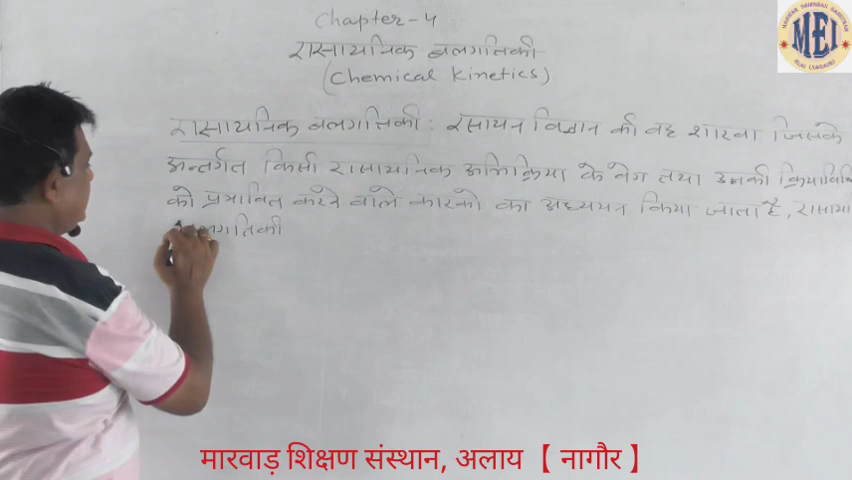 Chapter-4
रासायनिक बलगतिकी
(Chemical Kinetics)
रासायनिक बलगतिकी: रसायन विज्ञान की वह शाखा जिसके
अन्तर्गत किसी रासायनिक अभिक्रिया के वेग तथा उनकी
को प्रभावित करने वाले कारको का अध्ययन किया जाता है,
बलगतिकी
MEI
मारवाड़ शिक्षण संस्थान, अलाय 【 नागौर 】